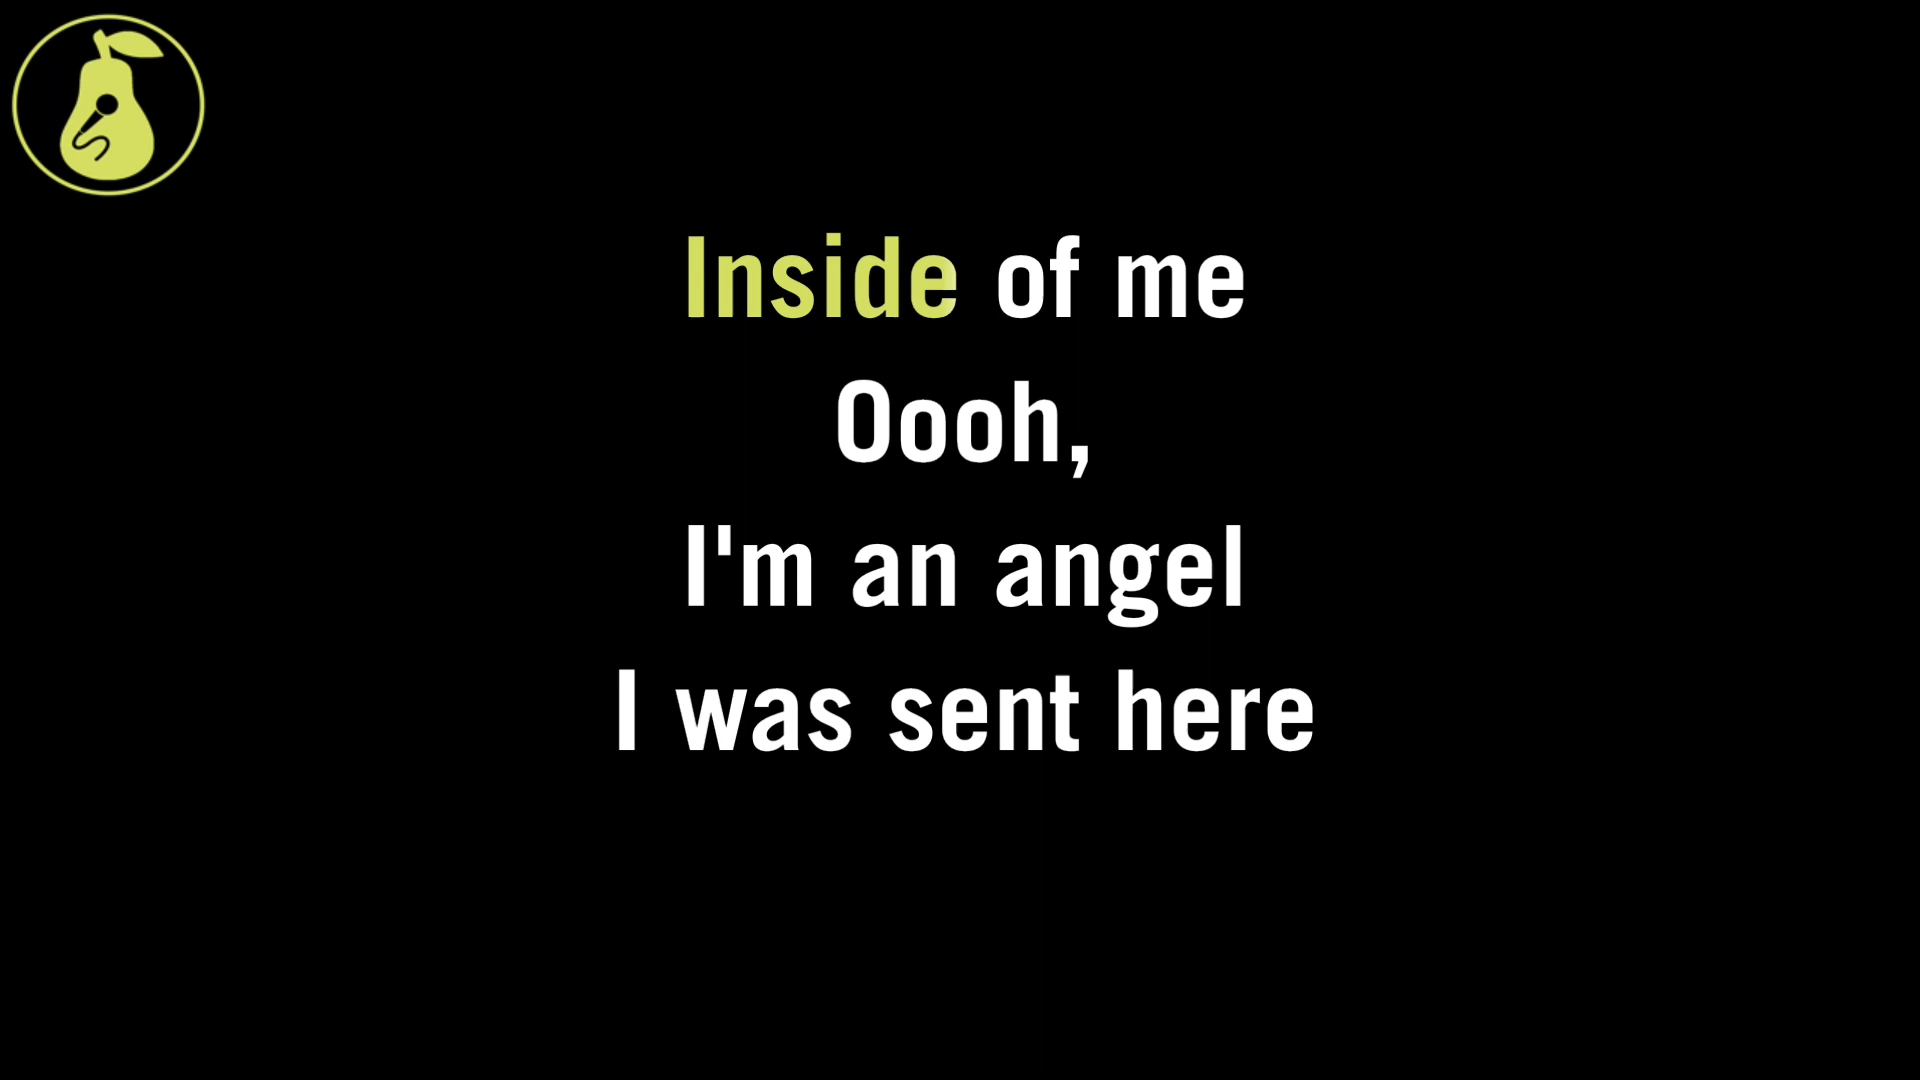 Inside of me
Oooh,
I'm an angel
I was sent here